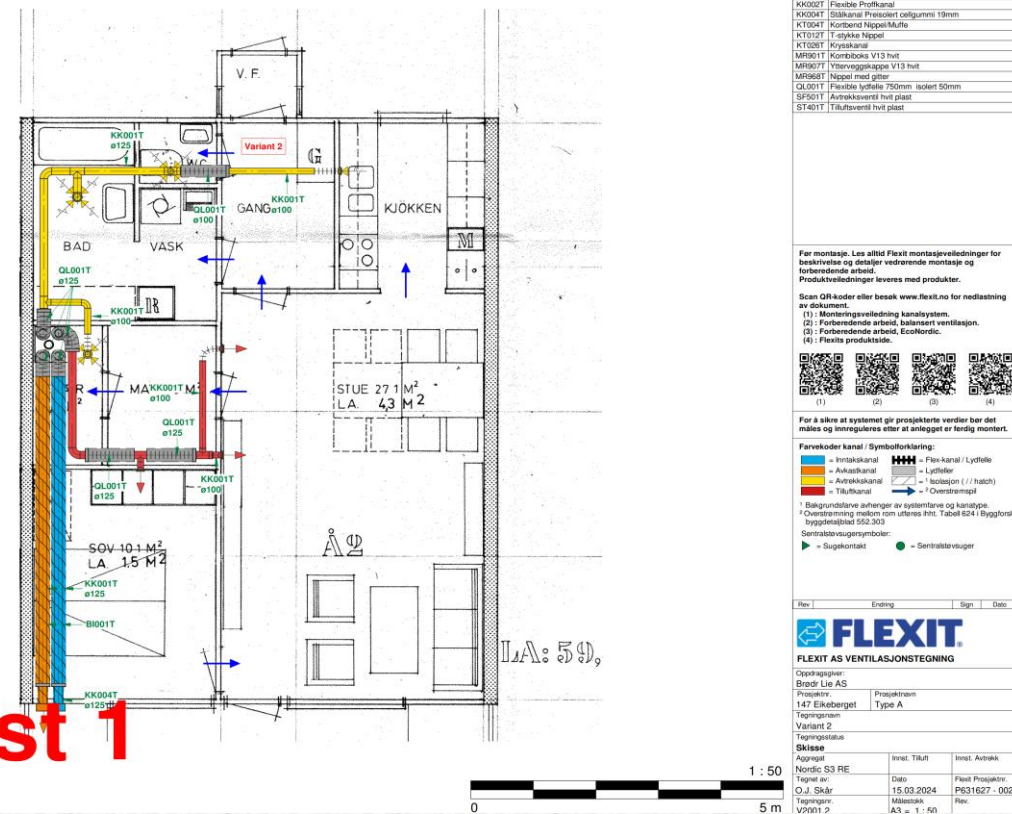 KK002T Flexible Proffkanal
KK004T Stålkanal Preisolert cellgummi 19mm
KT004T Kortbend Nippel/Muffe
KT012T T-stykke Nippel
KT026T Krysskanal
MR901T Kombiboks V13 hvit
MR907T Ytterveggskappe V13 hvit
MR968T Nippel med gitter
QL001T Flexible lydfelle 750mm isolert 50mm
SF501T Avtrekksventil hvit plast
ST401T Tilluftsventil hvit plast
V.F.
KK001T
ø125
Variant 2
W.C.
G
QL001T
ø100
KK001T
ø100
GANG
KJÖKKEN
BAD
VASK
M
QL001T
ø125
R
KK001T
ø100
KK001T
ø100
STUE 27.1 M²
LA. 4,3 M²
QL001T
ø125
QL001T
ø125
KK001T
ø100
Å2
SOV 10.1 M²
LA. 1,5 M²
KK001T
ø125
BI001T
LA: 59,
KK004T
ø125
st 1
1 : 50
0 5 m
Før montasje. Les alltid Flexit montasjeveiledninger for
beskrivelse og detaljer vedrørende montasje og
forberedende arbeid.
Produktveiledninger leveres med produkter.
Scan QR-koder eller besøk www.flexit.no for nedlastning
av dokument.
(1) : Monteringsveiledning kanalsystem.
(2) : Forberedende arbeid, balansert ventilasjon.
(3) : Forberedende arbeid, EcoNordic.
(4) : Flexits produktside.
(1) (2) (3) (4)
For å sikre at systemet gir prosjekterte verdier bør det
måles og innreguleres etter at anlegget er ferdig montert.
Farvekoder kanal / Symbolforklaring:
= Inntakskanal = Flex-kanal / Lydfelle
= Avkastkanal = Lydfeller
= Avtrekkskanal = ¹ Isolasjon ( / / hatch)
= Tilluftkanal = ² Overstrømspil
¹ Bakgrundsfarve avhenger av systemfarve og kanatype.
² Overstrømning mellom rom utføres ihht. Tabell 624 i Byggforsk
byggdetaljblad 552.303
Sentralstøvsugersymboler:
= Sugekontakt = Sentralstøvsuger
Rev Endring Sign Dato
FLEXIT.
FLEXIT AS VENTILASJONSTEGNING
Oppdragsgiver:
Brødr Lie AS
Prosjektnr. Prosjektnavn
147 Eikeberget Type A
Tegningsnavn
Variant 2
Tegningsstatus
Skisse
Aggregat Innst. Tilluft Innst. Avtrekk
Nordic S3 RE
Tegnet av: Dato Flexit Prosjektnr.
O.J. Skår 15.03.2024 P631627 - 002
Tegningsnr. Målestokk Rev.
V2001.2 A3 = 1 : 50